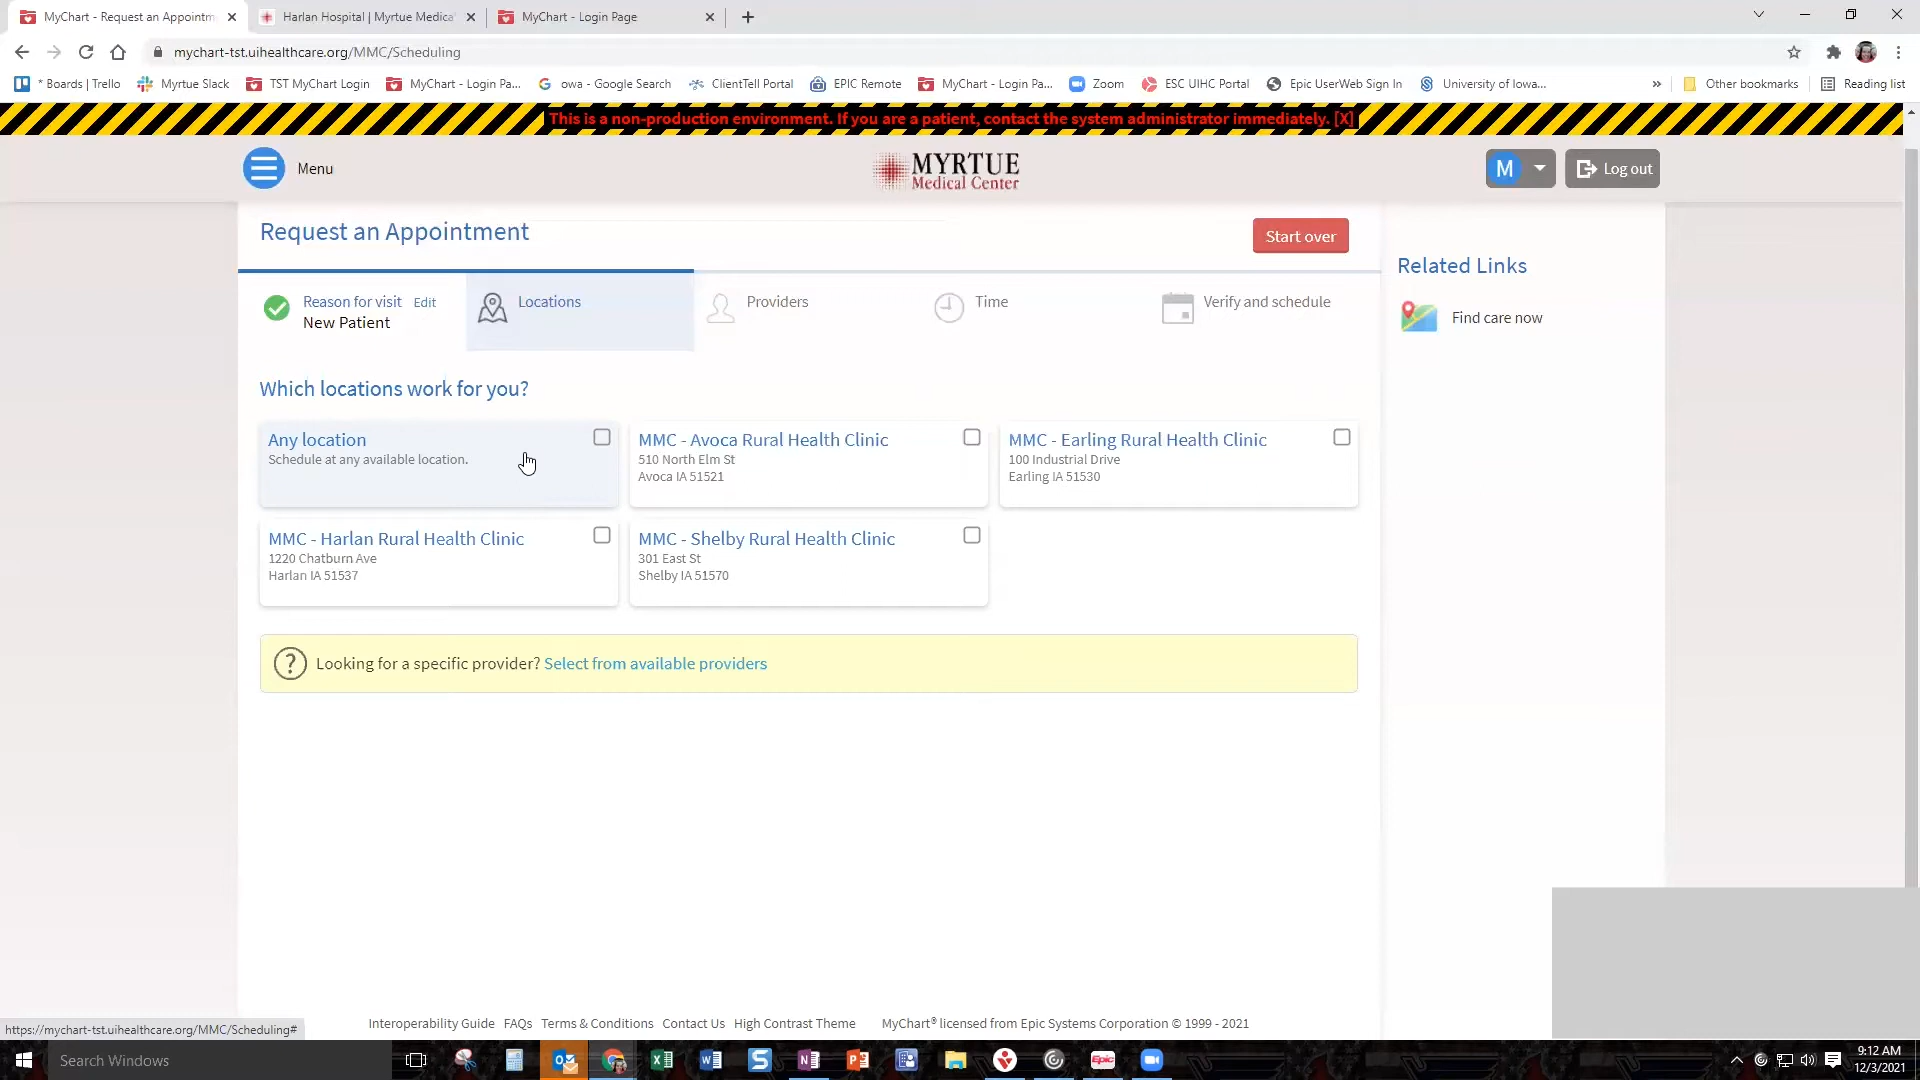 MyChart - Request an Appointm
Harlan Hospital | Myrtue Medica
MyChart - Login Page
mychart-tst.uihealthcare.org/MMC/Scheduling
* Boards | Trello
Myrtue Slack
TST MyChart Login
MyChart - Login Pa...
owa - Google Search
ClientTell Portal
EPIC Remote
MyChart - Login Pa...
Zoom
ESC UIHC Portal
Epic UserWeb Sign In
University of Iowa...
»
Other bookmarks
Reading list
This is a non-production environment. If you are a patient, contact the system administrator immediately. [X]
Menu
MYRTUE
Medical Center
M
Log out
Request an Appointment
Start over
Related Links
Find care now
Reason for visit Edit
New Patient
Locations
Providers
Time
Verify and schedule
Which locations work for you?
Any location
Schedule at any available location.
MMC - Avoca Rural Health Clinic
510 North Elm St
Avoca IA 51521
MMC - Earling Rural Health Clinic
100 Industrial Drive
Earling IA 51530
MMC - Harlan Rural Health Clinic
1220 Chatburn Ave
Harlan IA 51537
MMC - Shelby Rural Health Clinic
301 East St
Shelby IA 51570
? Looking for a specific provider? Select from available providers
Interoperability Guide FAQs Terms & Conditions Contact Us High Contrast Theme MyChart® licensed from Epic Systems Corporation © 1999 - 2021
https://mychart-tst.uihealthcare.org/MMC/Scheduling#
Search Windows
Epic
9:12 AM
12/3/2021